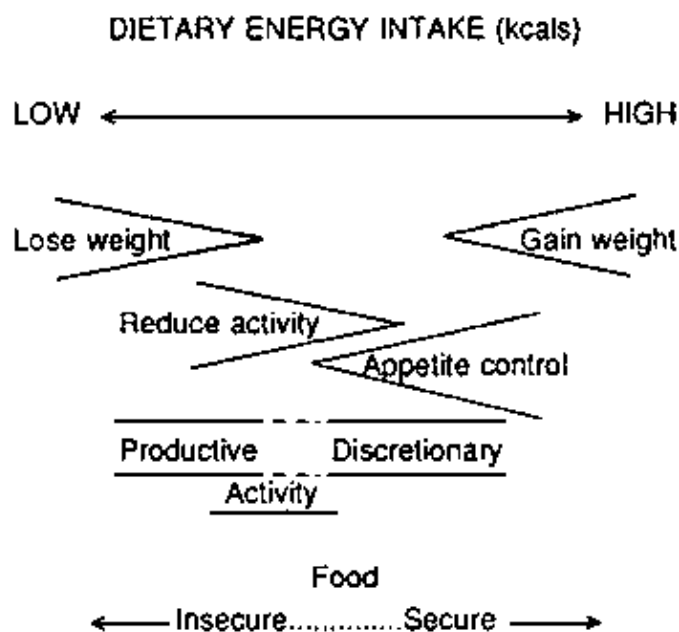 DIETARY ENERGY INTAKE (kcals)
LOW HIGH
Lose weight Gain weight
Reduce activity
Appetite control
Productive Discretionary
Activity
Food
Insecure.............Secure